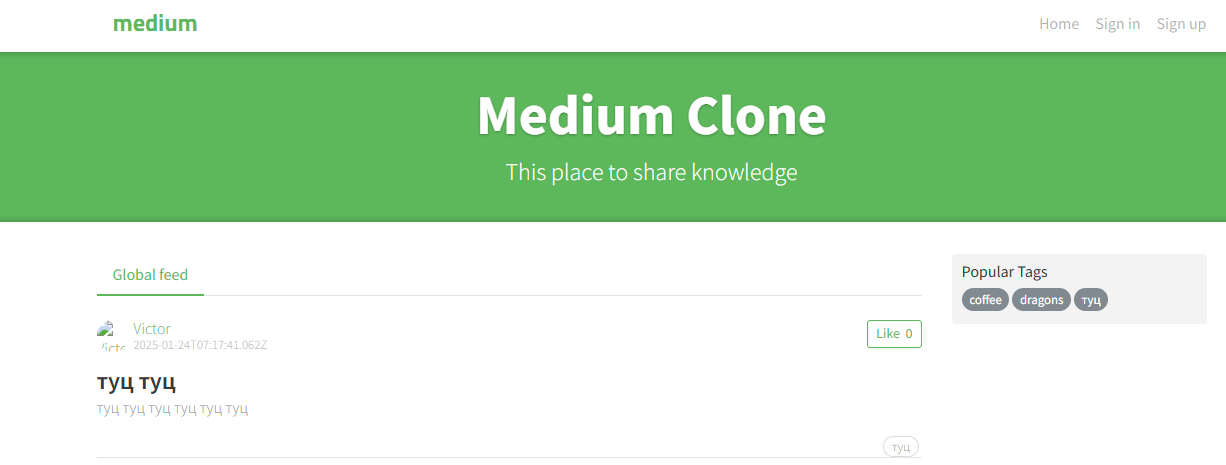 medium
Home Sign in Sign up
Medium Clone
This place to share knowledge
Global feed
Popular Tags
coffee dragons туц
Victor
2025-01-24T07:17:41.062Z
Like 0
туц туц
туц туц туц туц туц туц
туц